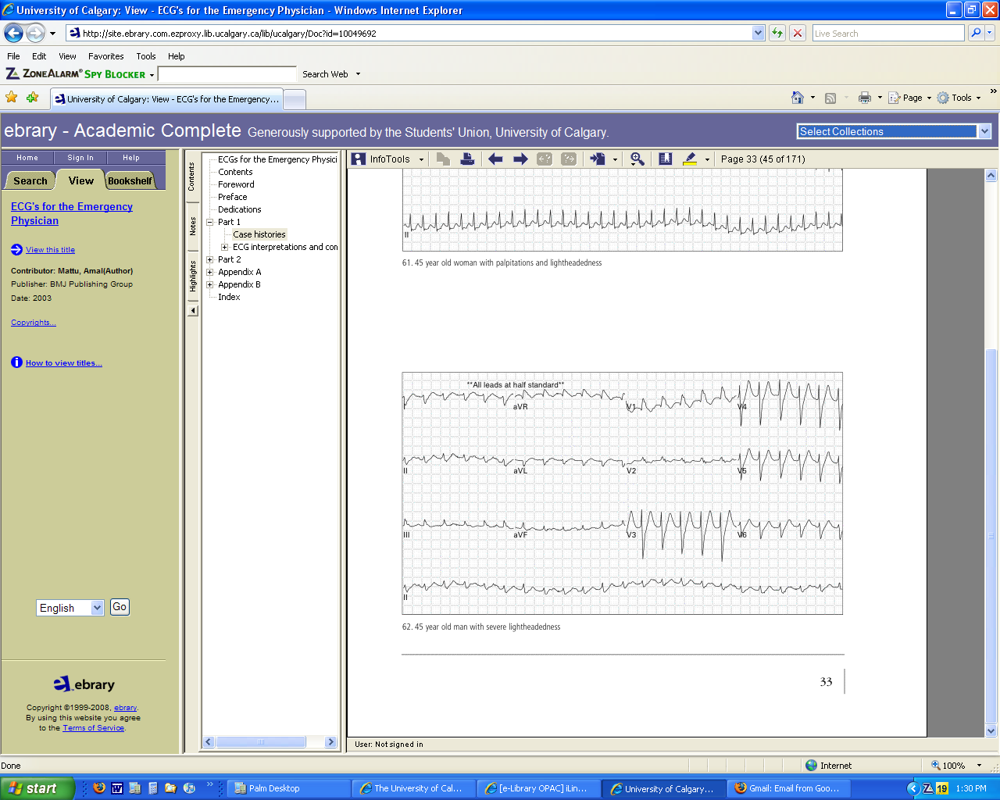 University of Calgary: View - ECG's for the Emergency Physician - Windows Internet Explorer
http://site.ebrary.com.ezproxy.lib.ucalgary.ca/lib/ucalgary/Doc?id=10049692
Live Search
File Edit View Favorites Tools Help
ZONEALARM® SPY BLOCKER
Search Web
University of Calgary: View - ECG's for the Emergency...
Page Tools
ebrary - Academic Complete Generously supported by the Students' Union, University of Calgary.
Select Collections
Home Sign In Help
Search View Bookshelf
ECG's for the Emergency
Physician
View this title
Contributor: Mattu, Amal(Author)
Publisher: BMJ Publishing Group
Date: 2003
Copyrights...
How to view titles...
English Go
ebrary
Copyright ©1999-2008, ebrary.
By using this website you agree
to the Terms of Service.
Contents
Notes
Highlights
ECGs for the Emergency Physici
Contents
Foreword
Preface
Dedications
Part 1
Case histories
ECG interpretations and con
Part 2
Appendix A
Appendix B
Index
InfoTools
Page 33 (45 of 171)
II
61. 45 year old woman with palpitations and lightheadedness
**All leads at half standard**
I aVR V1 V4
II aVL V2 V5
III aVF V3 V6
II
62. 45 year old man with severe lightheadedness
33
User: Not signed in
Done
Internet
100%
start
Palm Desktop
The University of Cal...
[e-Library OPAC] iLin...
University of Calgary...
Gmail: Email from Goo...
19
1:30 PM